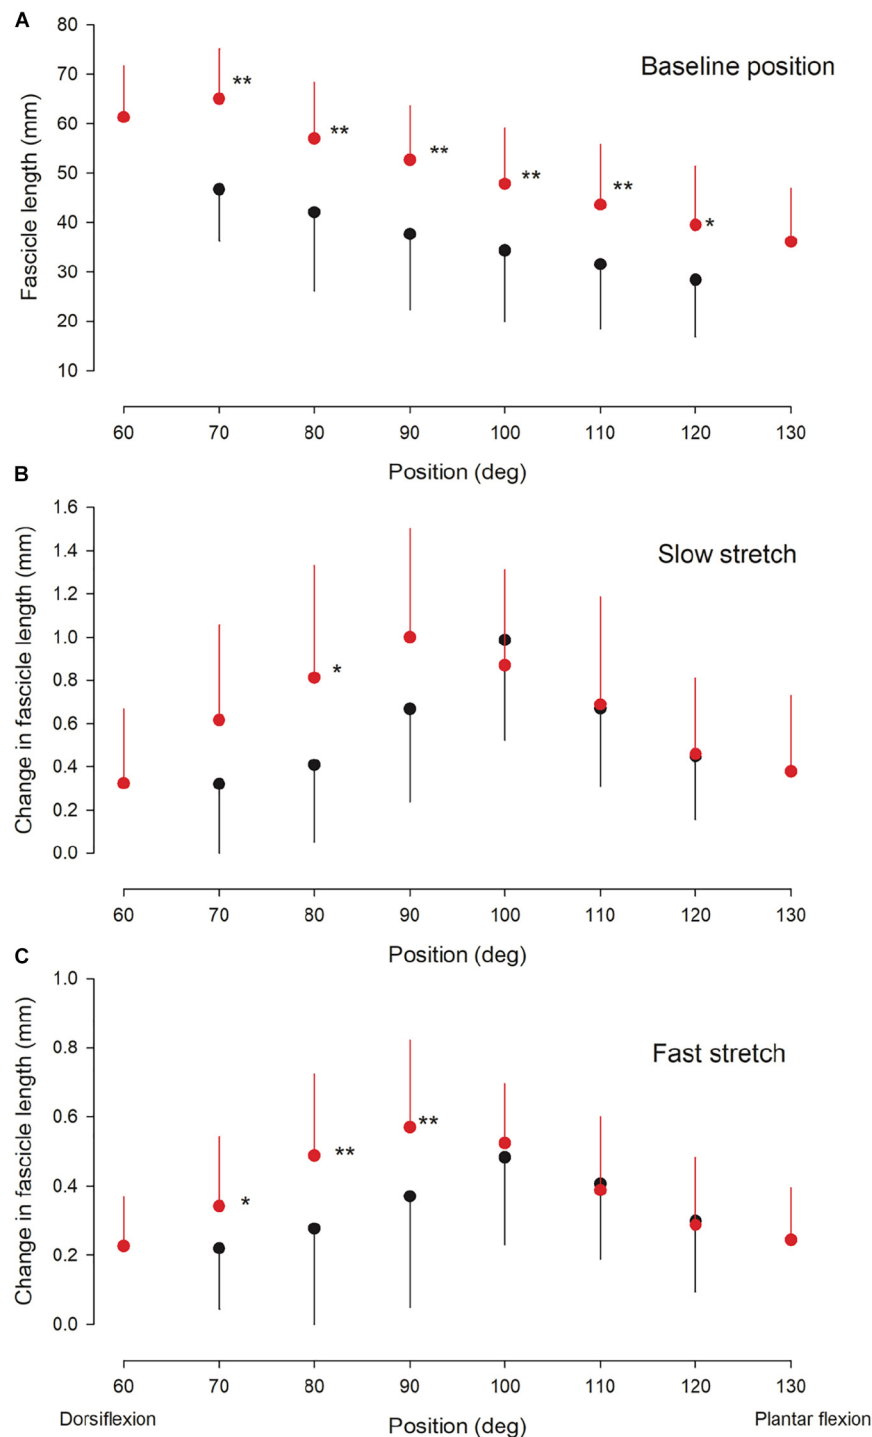 A
80
70
60
50
40
30
20
10
Fascicle length (mm)
Baseline position
**
**
**
**
**
*
60 70 80 90 100 110 120 130
Position (deg)
B
1.6
1.4
1.2
1.0
0.8
0.6
0.4
0.2
0.0
Change in fascicle length (mm)
Slow stretch
*
60 70 80 90 100 110 120 130
Position (deg)
C
1.0
0.8
0.6
0.4
0.2
0.0
Change in fascicle length (mm)
Fast stretch
*
**
**
60 70 80 90 100 110 120 130
Dorsiflexion Position (deg) Plantar flexion